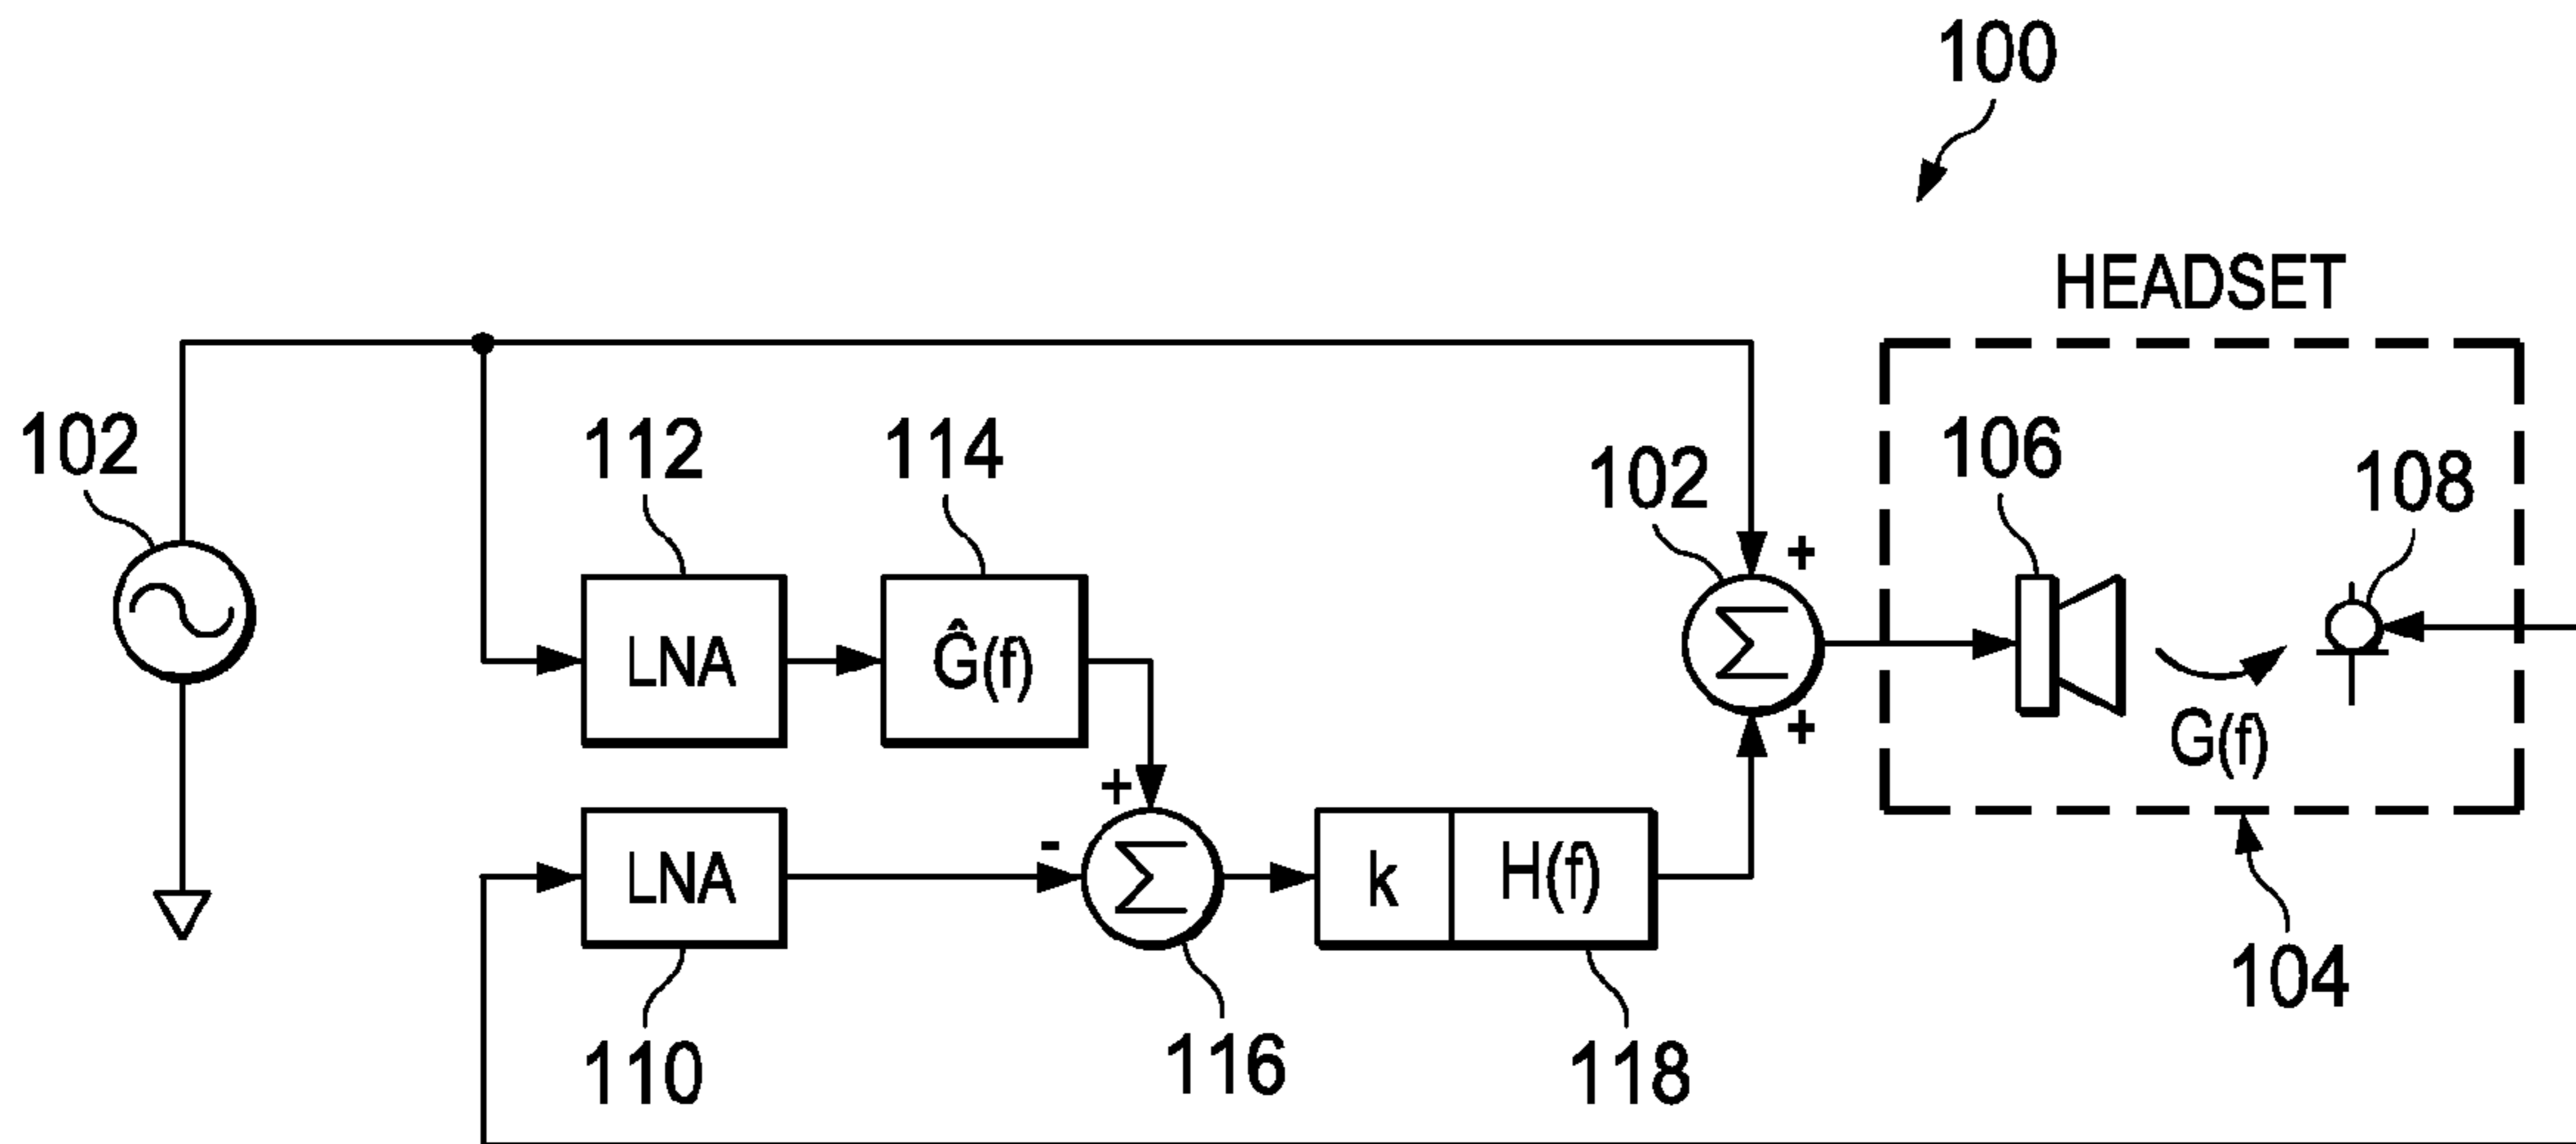 100
HEADSET
102
112
114
102
106
108
+
LNA
Ĝ(f)
Σ
G(f)
+
+
-
LNA
Σ
k
H(f)
104
110
116
118